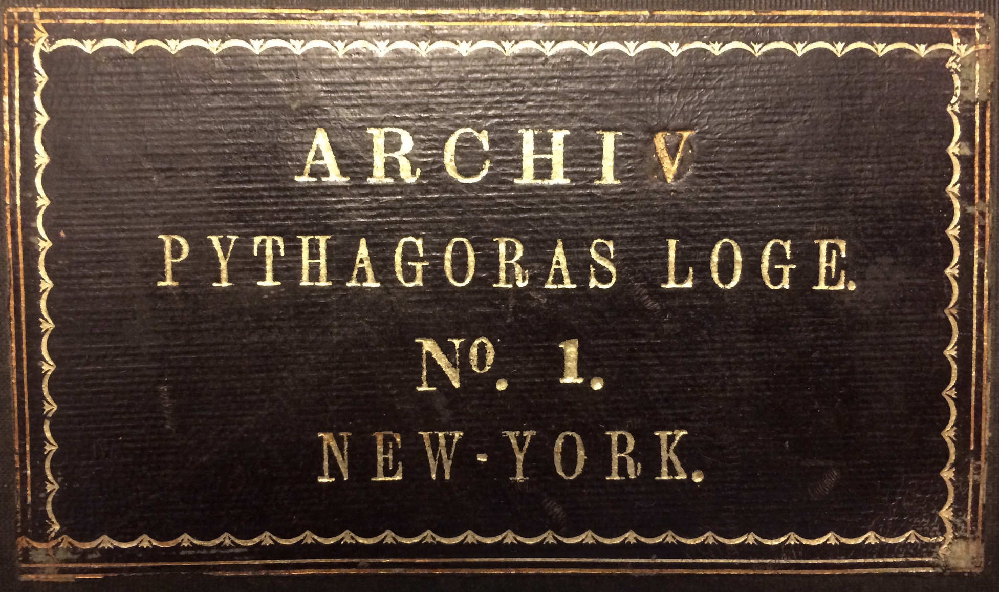 ARCHIV
PYTHAGORAS LOGE.
Nº. 1.
NEW-YORK.